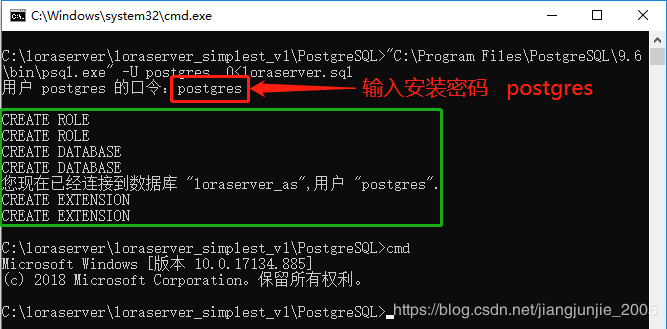 C:\Windows\system32\cmd.exe
C:\loraserver\loraserver_simplest_v1\PostgreSQL>"C:\Program Files\PostgreSQL\9.6
\bin\psql.exe" -U postgres 0<loraserver.sql
用户 postgres 的口令：postgres
输入安装密码 postgres
CREATE ROLE
CREATE ROLE
CREATE DATABASE
CREATE DATABASE
您现在已经连接到数据库 "loraserver_as",用户 "postgres".
CREATE EXTENSION
CREATE EXTENSION
C:\loraserver\loraserver_simplest_v1\PostgreSQL>cmd
Microsoft Windows [版本 10.0.17134.885]
(c) 2018 Microsoft Corporation。保留所有权利。
C:\loraserver\loraserver_simplest_v1\PostgreSQL>
https://blog.csdn.net/jiangjunjie_2005